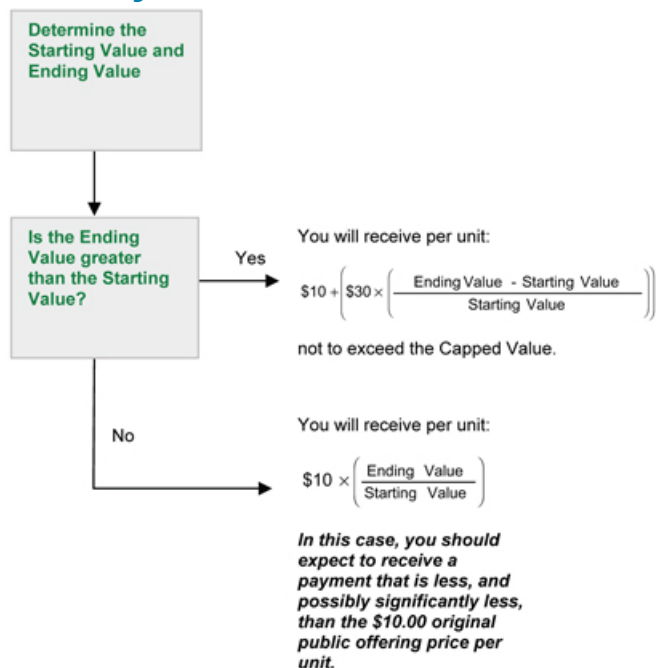 Determine the
Starting Value and
Ending Value
Is the Ending
Value greater
than the Starting
Value?
Yes
You will receive per unit:
$10 + ( $30 × ( Ending Value - Starting Value
Starting Value ) )
not to exceed the Capped Value.
No
You will receive per unit:
$10 × ( Ending Value
Starting Value )
In this case, you should
expect to receive a
payment that is less, and
possibly significantly less,
than the $10.00 original
public offering price per
unit.